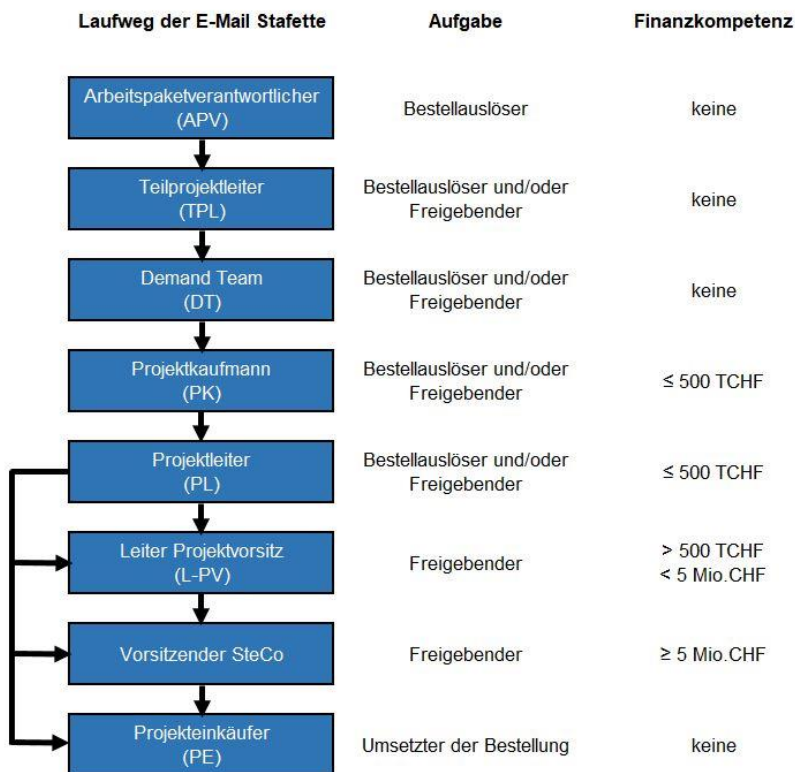 Laufweg der E-Mail Stafette
Aufgabe
Finanzkompetenz
Arbeitspaketverantwortlicher
(APV)
Bestellauslöser
keine
Teilprojektleiter
(TPL)
Bestellauslöser und/oder
Freigebender
keine
Demand Team
(DT)
Bestellauslöser und/oder
Freigebender
keine
Projektkaufmann
(PK)
Bestellauslöser und/oder
Freigebender
≤ 500 TCHF
Projektleiter
(PL)
Bestellauslöser und/oder
Freigebender
≤ 500 TCHF
Leiter Projektvorsitz
(L-PV)
Freigebender
> 500 TCHF
< 5 Mio.CHF
Vorsitzender SteCo
Freigebender
≥ 5 Mio.CHF
Projekteinkäufer
(PE)
Umsetzter der Bestellung
keine